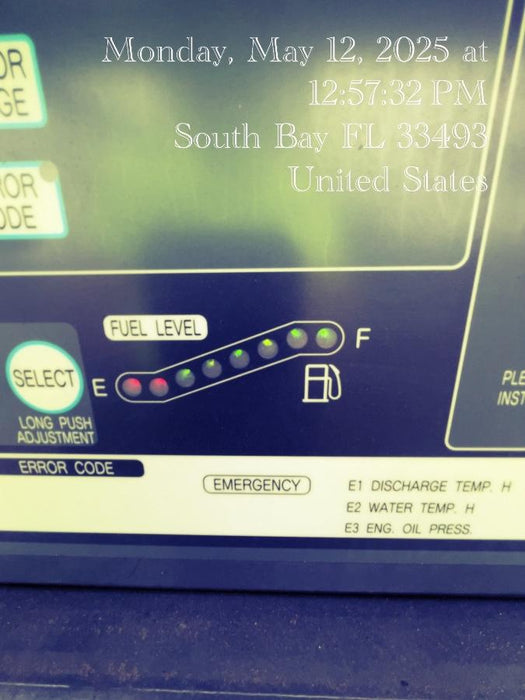 Monday, May 12, 2025 at
12:57:32 PM
South Bay FL 33493
United States
OR
GE
ROR
ODE
FUEL LEVEL
F
SELECT
E
LONG PUSH
ADJUSTMENT
PLE
INST
ERROR CODE
EMERGENCY
E1 DISCHARGE TEMP. H
E2 WATER TEMP. H
E3 ENG. OIL PRESS.